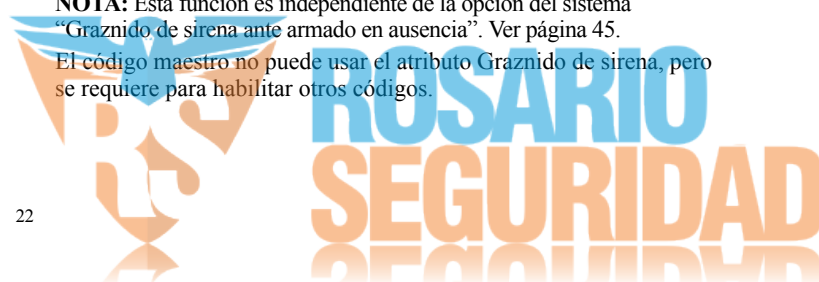 NOTA: Esta función es independiente de la opción del sistema
“Graznido de sirena ante armado en ausencia”. Ver página 45.
El código maestro no puede usar el atributo Graznido de sirena, pero
se requiere para habilitar otros códigos.
RS
ROSARIO
SEGURIDAD
22